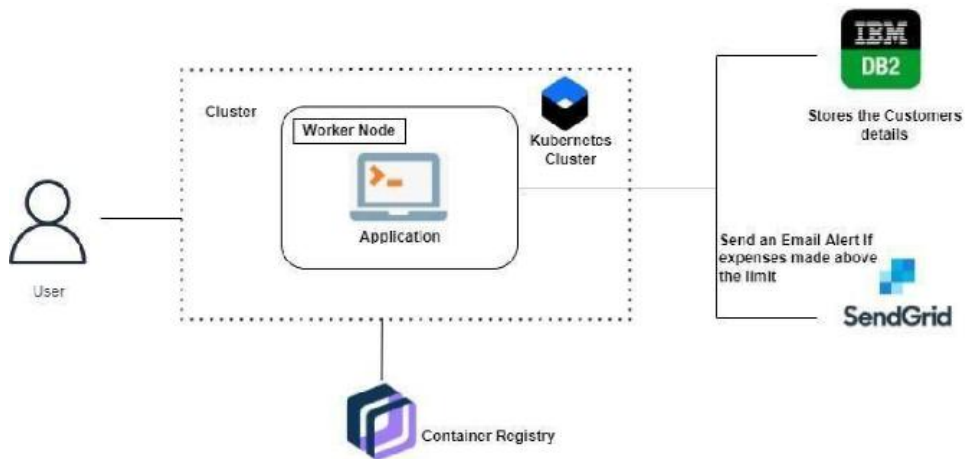 IBM
DB2
Stores the Customers
details
Cluster
Worker Node
Kubernetes
Cluster
Application
User
Send an Email Alert if
expenses made above
the limit
SendGrid
Container Registry